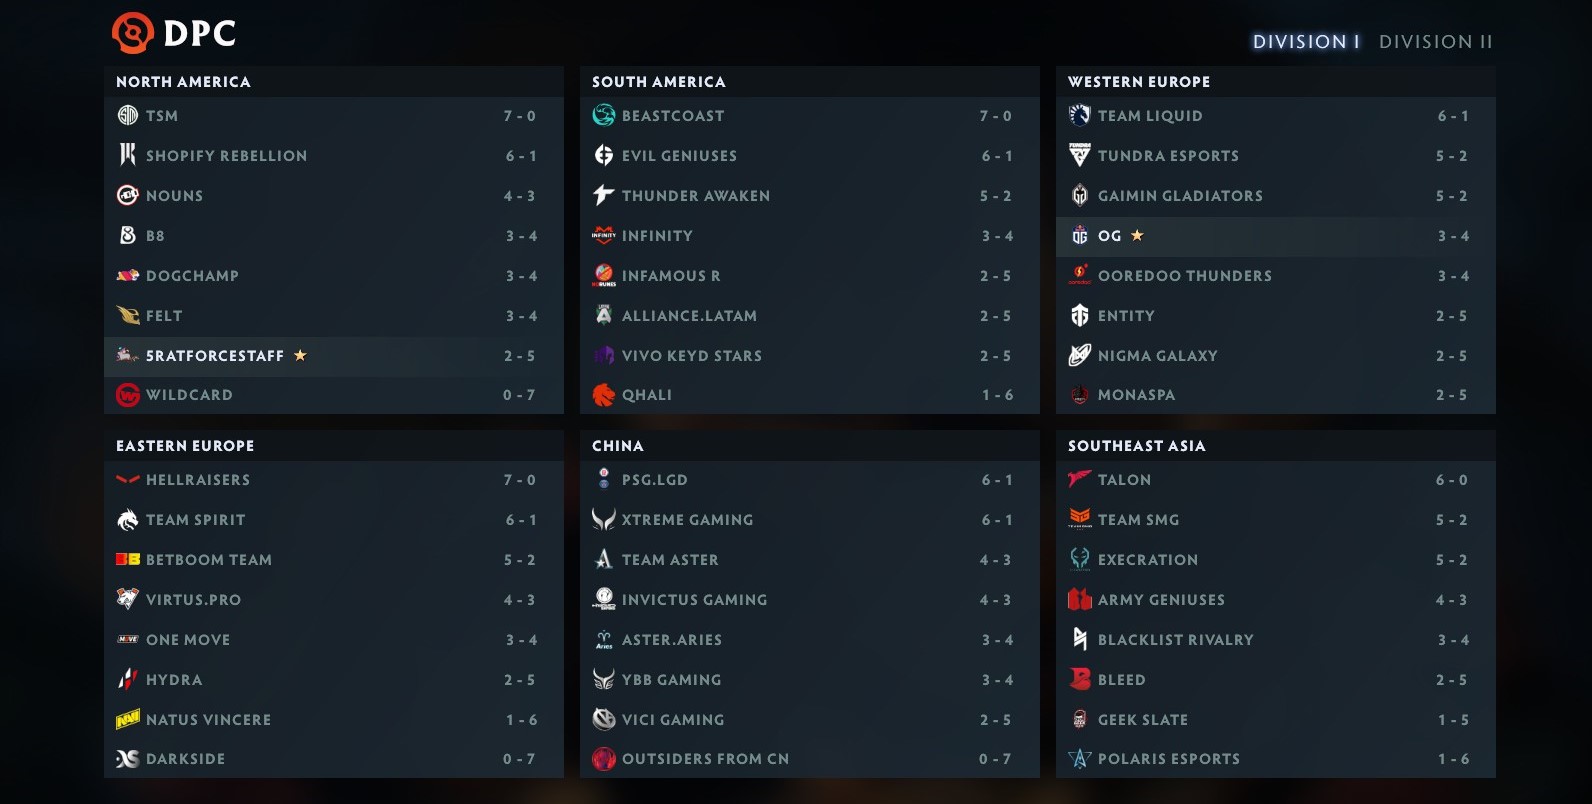 DPC
DIVISION I DIVISION II
NORTH AMERICA
TSM 7 - 0
SHOPIFY REBELLION 6 - 1
NOUNS 4 - 3
B8 3 - 4
DOGCHAMP 3 - 4
FELT 3 - 4
5RATFORCESTAFF ★ 2 - 5
WILDCARD 0 - 7
SOUTH AMERICA
BEASTCOAST 7 - 0
EVIL GENIUSES 6 - 1
THUNDER AWAKEN 5 - 2
INFINITY 3 - 4
INFAMOUS R 2 - 5
ALLIANCE.LATAM 2 - 5
VIVO KEYD STARS 2 - 5
QHALI 1 - 6
WESTERN EUROPE
TEAM LIQUID 6 - 1
TUNDRA ESPORTS 5 - 2
GAIMIN GLADIATORS 5 - 2
OG ★ 3 - 4
OOREDOO THUNDERS 3 - 4
ENTITY 2 - 5
NIGMA GALAXY 2 - 5
MONASPA 2 - 5
EASTERN EUROPE
HELLRAISERS 7 - 0
TEAM SPIRIT 6 - 1
BETBOOM TEAM 5 - 2
VIRTUS.PRO 4 - 3
ONE MOVE 3 - 4
HYDRA 2 - 5
NATUS VINCERE 1 - 6
DARKSIDE 0 - 7
CHINA
PSG.LGD 6 - 1
XTREME GAMING 6 - 1
TEAM ASTER 4 - 3
INVICTUS GAMING 4 - 3
ASTER.ARIES 3 - 4
YBB GAMING 3 - 4
VICI GAMING 2 - 5
OUTSIDERS FROM CN 0 - 7
SOUTHEAST ASIA
TALON 6 - 0
TEAM SMG 5 - 2
EXECRATION 5 - 2
ARMY GENIUSES 4 - 3
BLACKLIST RIVALRY 3 - 4
BLEED 2 - 5
GEEK SLATE 1 - 5
POLARIS ESPORTS 1 - 6